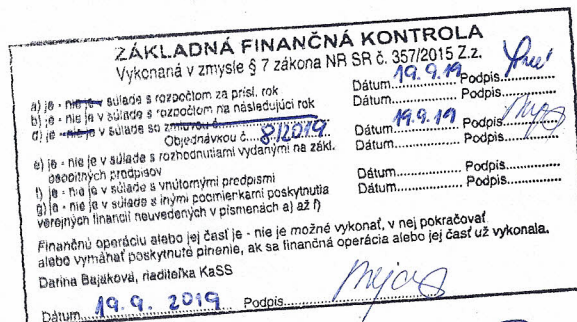 ZÁKLADNÁ FINANČNÁ KONTROLA
Vykonaná v zmysle § 7 zákona NR SR č. 357/2015 Z.z.
a) je - nie je v súlade s rozpočtom za prísl. rok Dátum 19.9.19 Podpis
b) je - nie je v súlade s rozpočtom na následujúci rok Dátum Podpis
d) je - nie je v súlade so zmluvou č.
Objednávkou č. 8/2019 Dátum 19.9.19 Podpis
e) je - nie je v súlade s rozhodnutiami vydanými na zákl. Dátum Podpis
osobitných predpisov
f) je - nie je v súlade s vnútornými predpismi Dátum Podpis
g) je - nie je v súlade s inými podmienkami poskytnutia Dátum Podpis
verejných financií neuvedených v písmenách a) až f)
Finančnú operáciu alebo jej časť je - nie je možné vykonať, v nej pokračovať
alebo vymáhať poskytnuté plnenie, ak sa finančná operácia alebo jej časť už vykonala.
Darina Bajáková, riaditeľka KaSS
Dátum 19. 9. 2019 Podpis